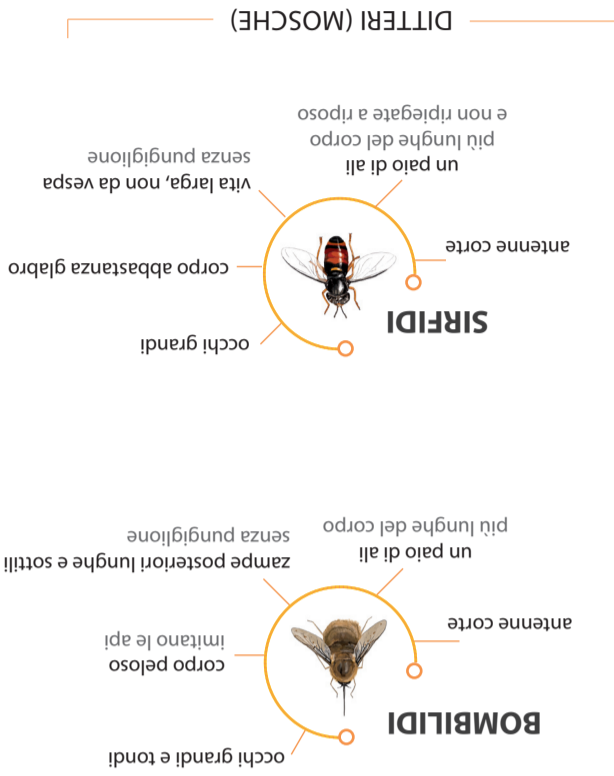 BOMBILIDI
occhi grandi e tondi
corpo peloso
imitano le api
antenne corte
un paio di ali
più lunghe del corpo
zampe posteriori lunghe e sottili
senza pungiglione
SIRFIDI
occhi grandi
corpo abbastanza glabro
antenne corte
vita larga, non da vespa
senza pungiglione
un paio di ali
più lunghe del corpo
e non ripiegate a riposo
DITTERI (MOSCHE)